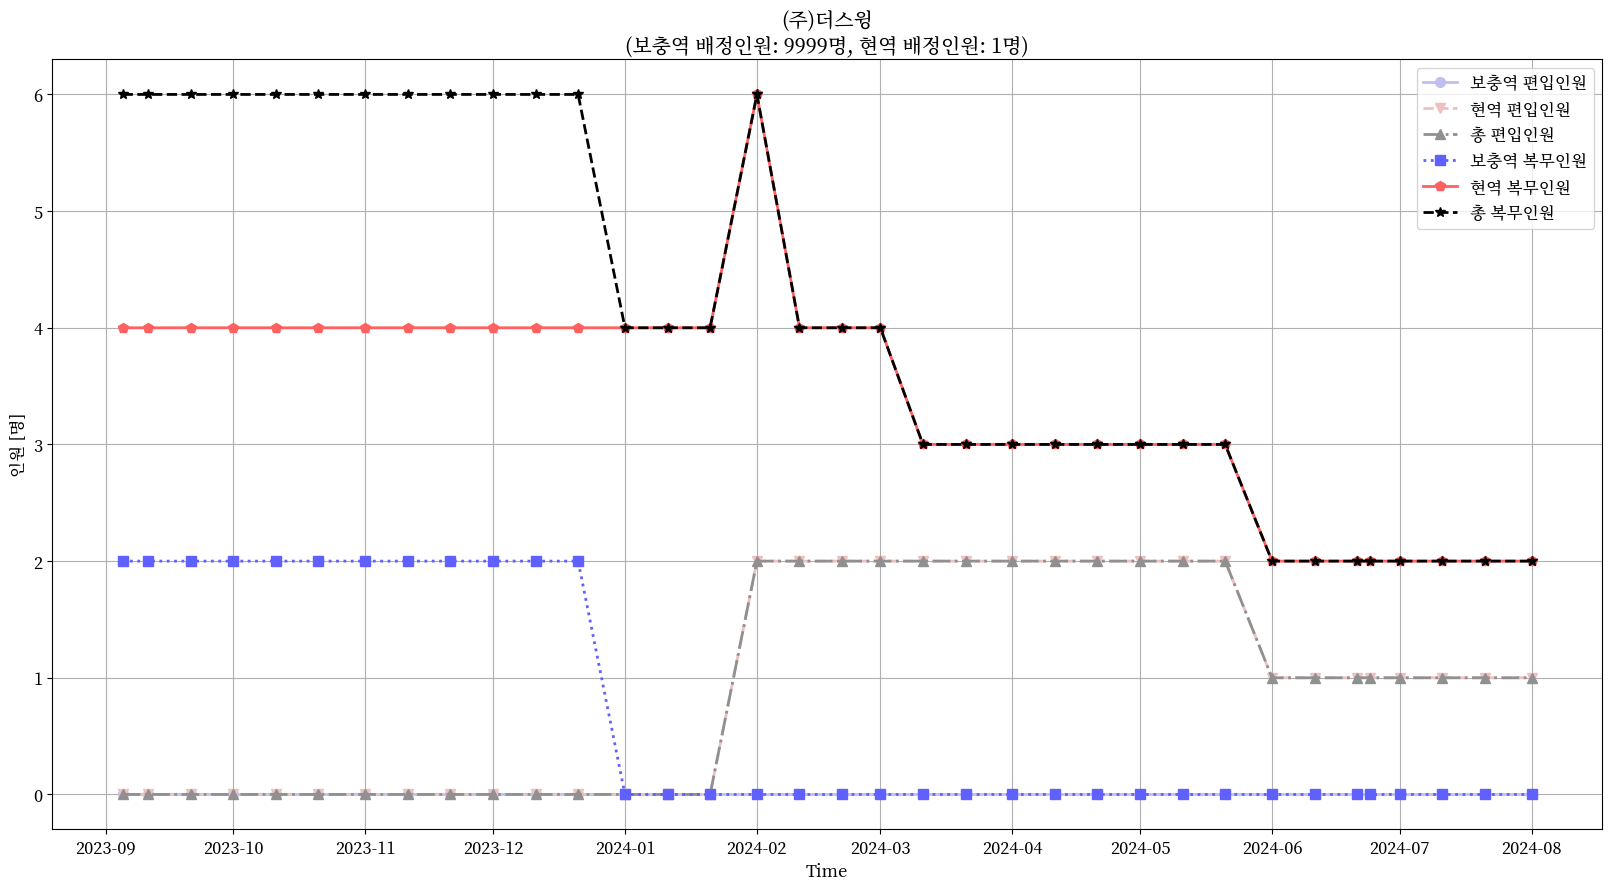 (주)더스윙
(보충역 배정인원: 9999명, 현역 배정인원: 1명)
보충역 편입인원
현역 편입인원
총 편입인원
보충역 복무인원
현역 복무인원
총 복무인원
인원 [명]
6
5
4
3
2
1
0
2023-09
2023-10
2023-11
2023-12
2024-01
2024-02
2024-03
2024-04
2024-05
2024-06
2024-07
2024-08
Time